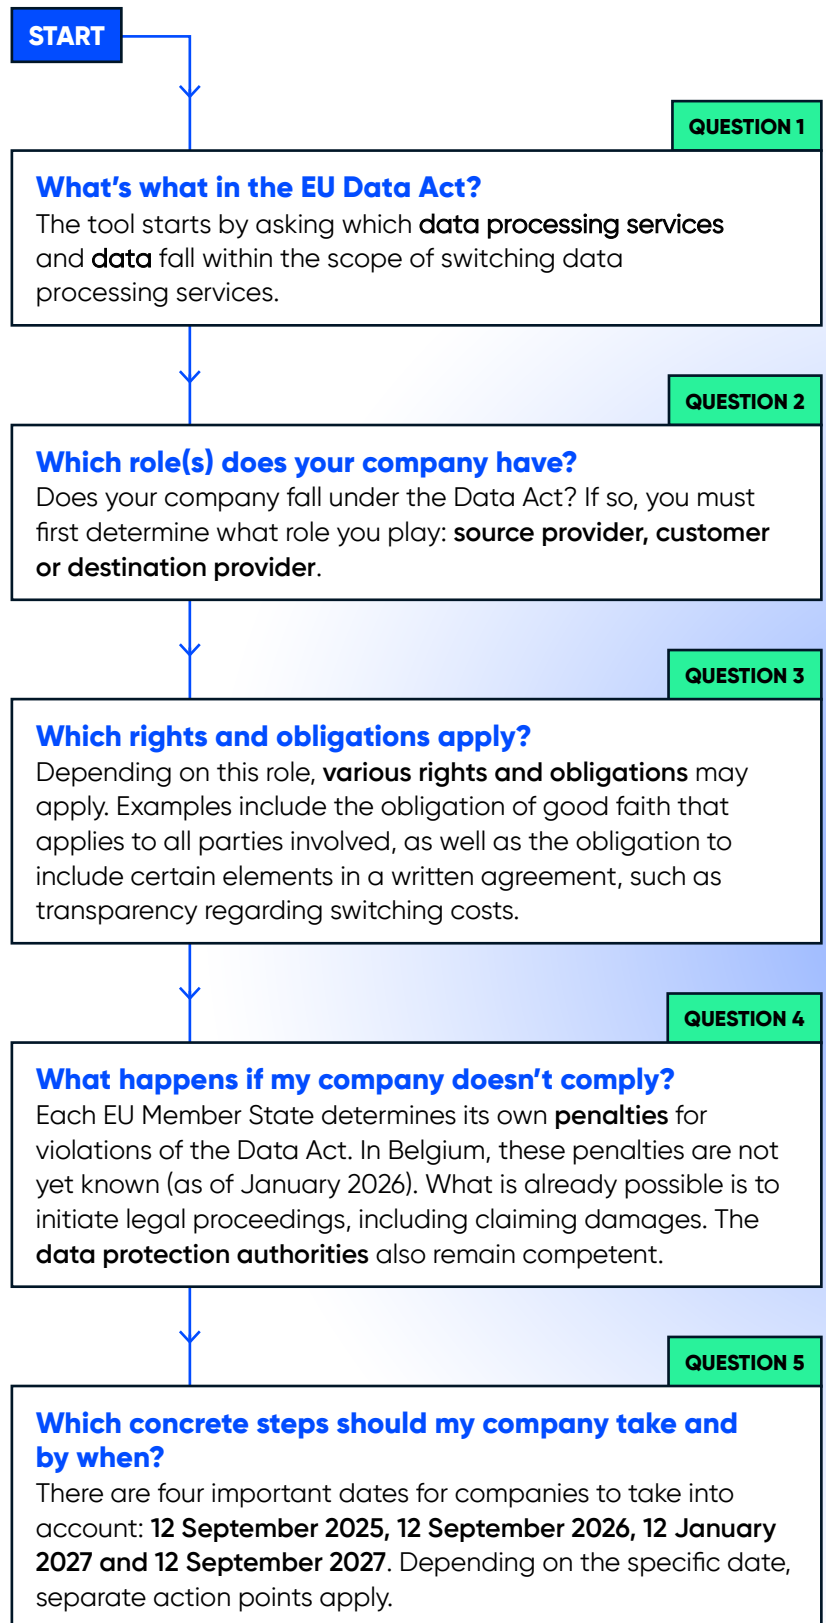 START
QUESTION 1
What's what in the EU Data Act?
The tool starts by asking which data processing services
and data fall within the scope of switching data
processing services.
QUESTION 2
Which role(s) does your company have?
Does your company fall under the Data Act? If so, you must
first determine what role you play: source provider, customer
or destination provider.
QUESTION 3
Which rights and obligations apply?
Depending on this role, various rights and obligations may
apply. Examples include the obligation of good faith that
applies to all parties involved, as well as the obligation to
include certain elements in a written agreement, such as
transparency regarding switching costs.
QUESTION 4
What happens if my company doesn't comply?
Each EU Member State determines its own penalties for
violations of the Data Act. In Belgium, these penalties are not
yet known (as of January 2026). What is already possible is to
initiate legal proceedings, including claiming damages. The
data protection authorities also remain competent.
QUESTION 5
Which concrete steps should my company take and
by when?
There are four important dates for companies to take into
account: 12 September 2025, 12 September 2026, 12 January
2027 and 12 September 2027. Depending on the specific date,
separate action points apply.